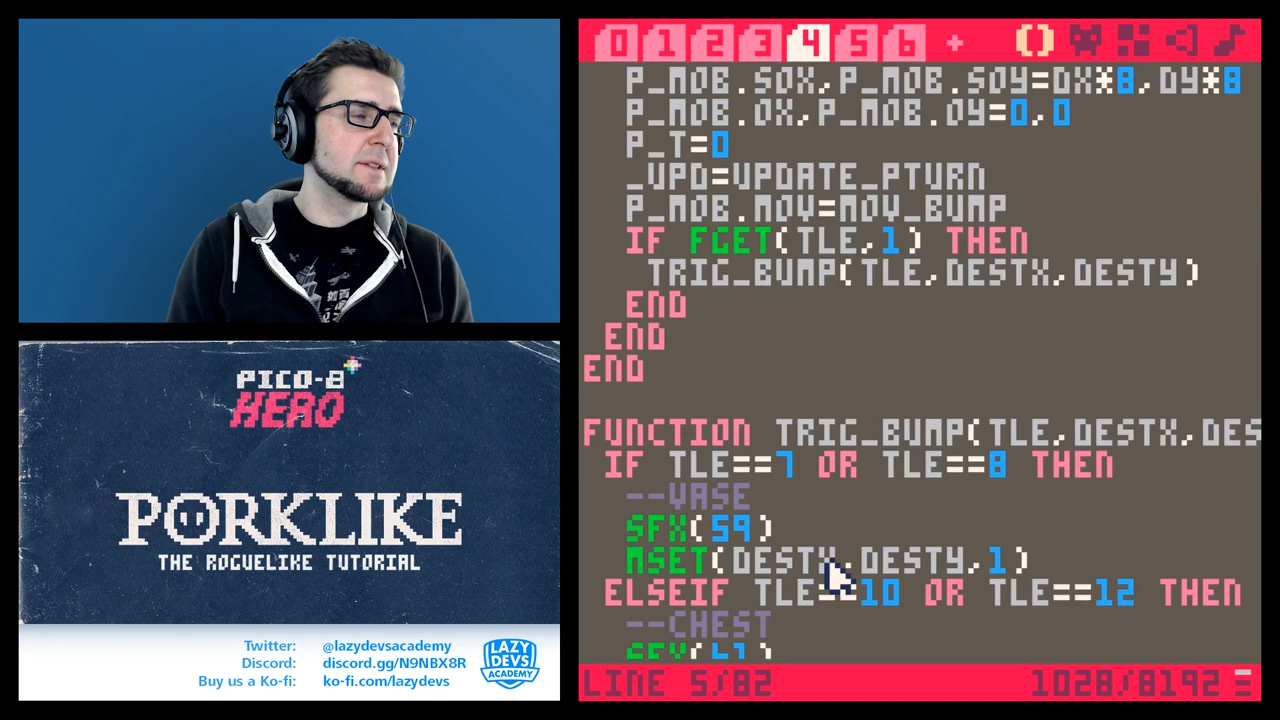 0 1 2 3 4 5 6 +
P_MOB.SOX,P_MOB.SOY=DX*8,DY*8
P_MOB.OX,P_MOB.OY=0,0
P_T=0
_UPD=UPDATE_PTURN
P_MOB.MOV=MOV_BUMP
IF FGET(TLE,1) THEN
TRIG_BUMP(TLE,DESTX,DESTY)
END
END
END
FUNCTION TRIG_BUMP(TLE,DESTX,DES
IF TLE==7 OR TLE==8 THEN
--VASE
SFX(59)
MSET(DESTX,DESTY,1)
ELSEIF TLE==10 OR TLE==12 THEN
--CHEST
LINE 5/82
1028/8192
PICO-8
HERO
PORKLIKE
THE ROGUELIKE TUTORIAL
Twitter: @lazydevsacademy
Discord: discord.gg/N9NBX8R
Buy us a Ko-fi: ko-fi.com/lazydevs
LAZY
DEVS
ACADEMY